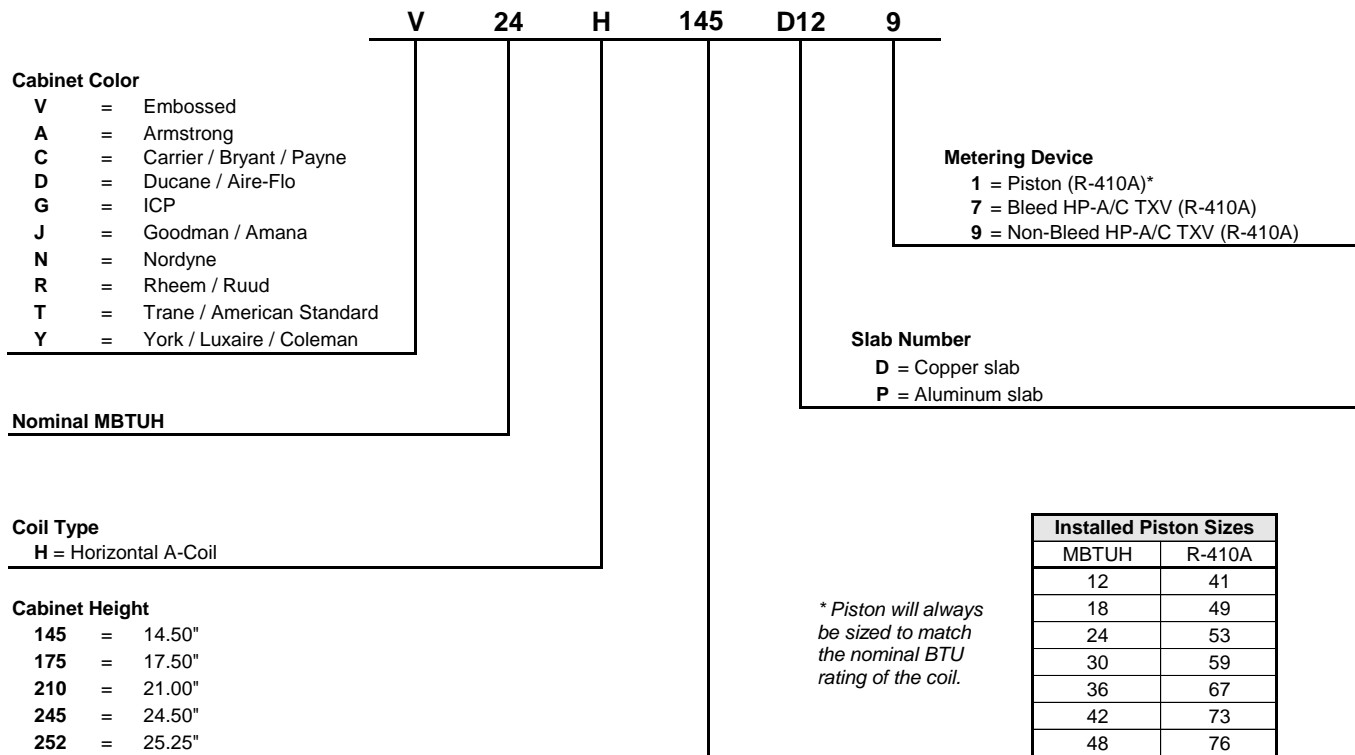 V 24 H 145 D12 9
Cabinet Color
V = Embossed
A = Armstrong
C = Carrier / Bryant / Payne
D = Ducane / Aire-Flo
G = ICP
J = Goodman / Amana
N = Nordyne
R = Rheem / Ruud
T = Trane / American Standard
Y = York / Luxaire / Coleman
Metering Device
1 = Piston (R-410A)*
7 = Bleed HP-A/C TXV (R-410A)
9 = Non-Bleed HP-A/C TXV (R-410A)
Slab Number
D = Copper slab
P = Aluminum slab
Nominal MBTUH
Coil Type
H = Horizontal A-Coil
Cabinet Height
145 = 14.50"
175 = 17.50"
210 = 21.00"
245 = 24.50"
252 = 25.25"
* Piston will always
be sized to match
the nominal BTU
rating of the coil.
Installed Piston Sizes
MBTUH R-410A
12 41
18 49
24 53
30 59
36 67
42 73
48 76